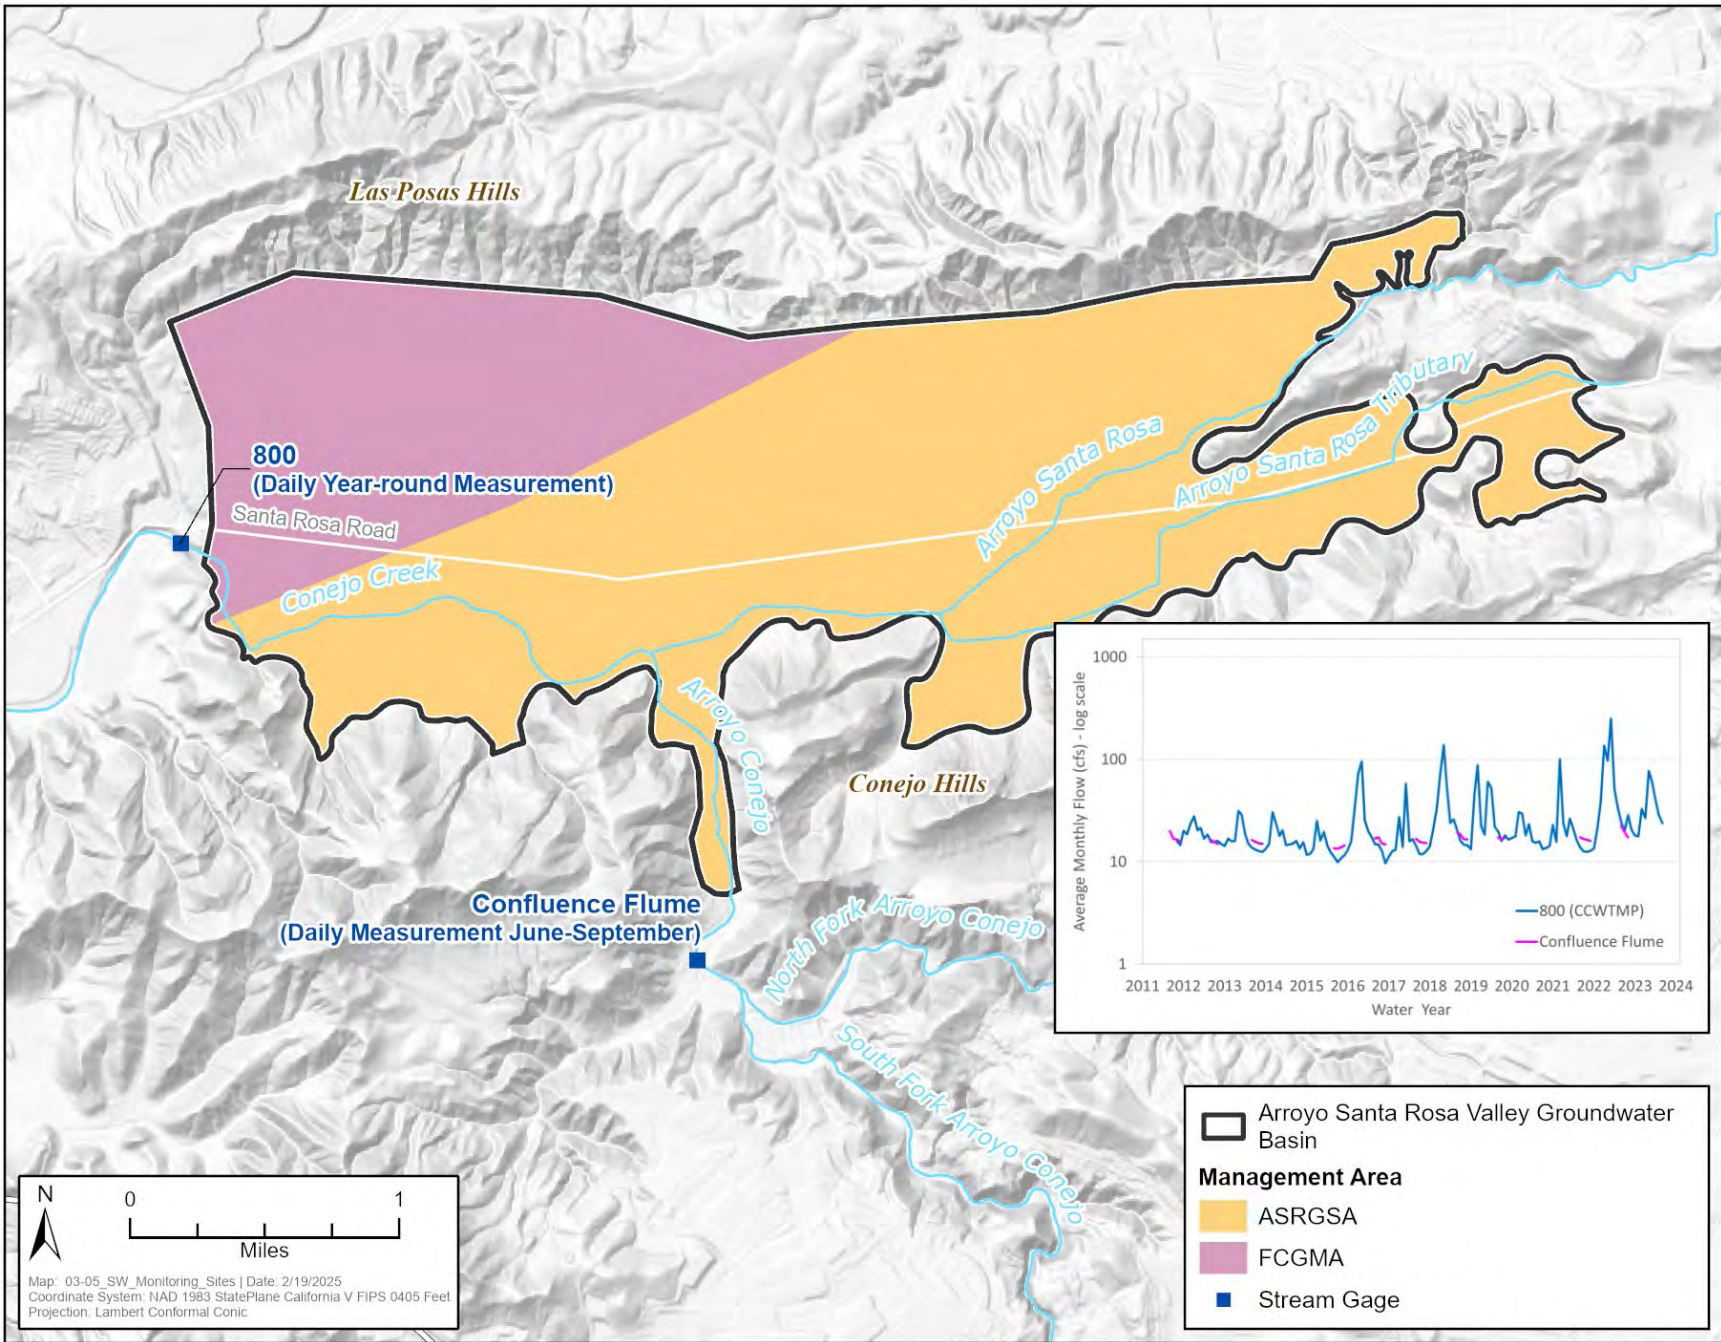 Las Posas Hills
800
(Daily Year-round Measurement)
Santa Rosa Road
Conejo Creek
Arroyo Santa Rosa
Arroyo Santa Rosa Tributary
Arroyo Conejo
Conejo Hills
Confluence Flume
(Daily Measurement June-September)
North Fork Arroyo Conejo
South Fork Arroyo Conejo
Average Monthly Flow (cfs) - log scale
1000
100
10
1
800 (CCWTMP)
Confluence Flume
2011 2012 2013 2014 2015 2016 2017 2018 2019 2020 2021 2022 2023 2024
Water Year
Arroyo Santa Rosa Valley Groundwater
Basin
Management Area
ASRGSA
FCGMA
Stream Gage
N
0 1
Miles
Map: 03-05_SW_Monitoring_Sites | Date: 2/19/2025
Coordinate System: NAD 1983 StatePlane California V FIPS 0405 Feet
Projection: Lambert Conformal Conic